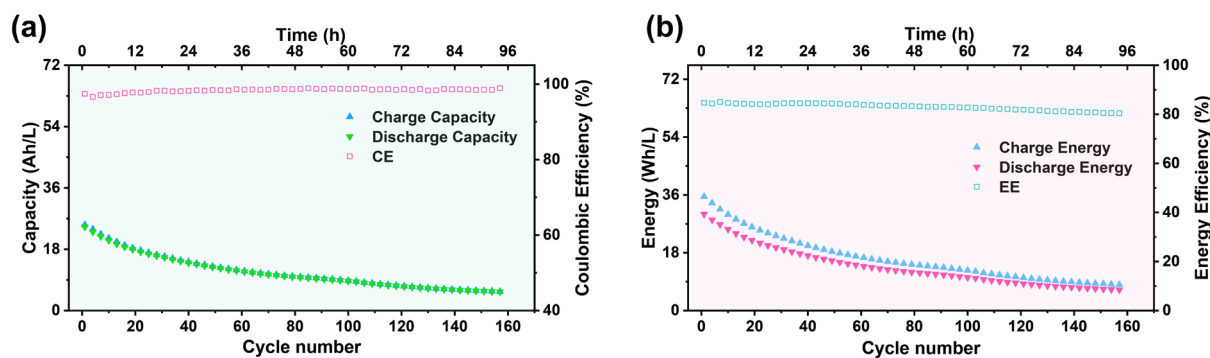 (a)
Time (h)
0 12 24 36 48 60 72 84 96
72
54
36
18
0
Capacity (Ah/L)
Charge Capacity
Discharge Capacity
CE
100
80
60
40
Coulombic Efficiency (%)
0 20 40 60 80 100 120 140 160
Cycle number
(b)
Time (h)
0 12 24 36 48 60 72 84 96
72
54
36
18
0
Energy (Wh/L)
Charge Energy
Discharge Energy
EE
100
80
60
40
20
0
Energy Efficiency (%)
0 20 40 60 80 100 120 140 160
Cycle number